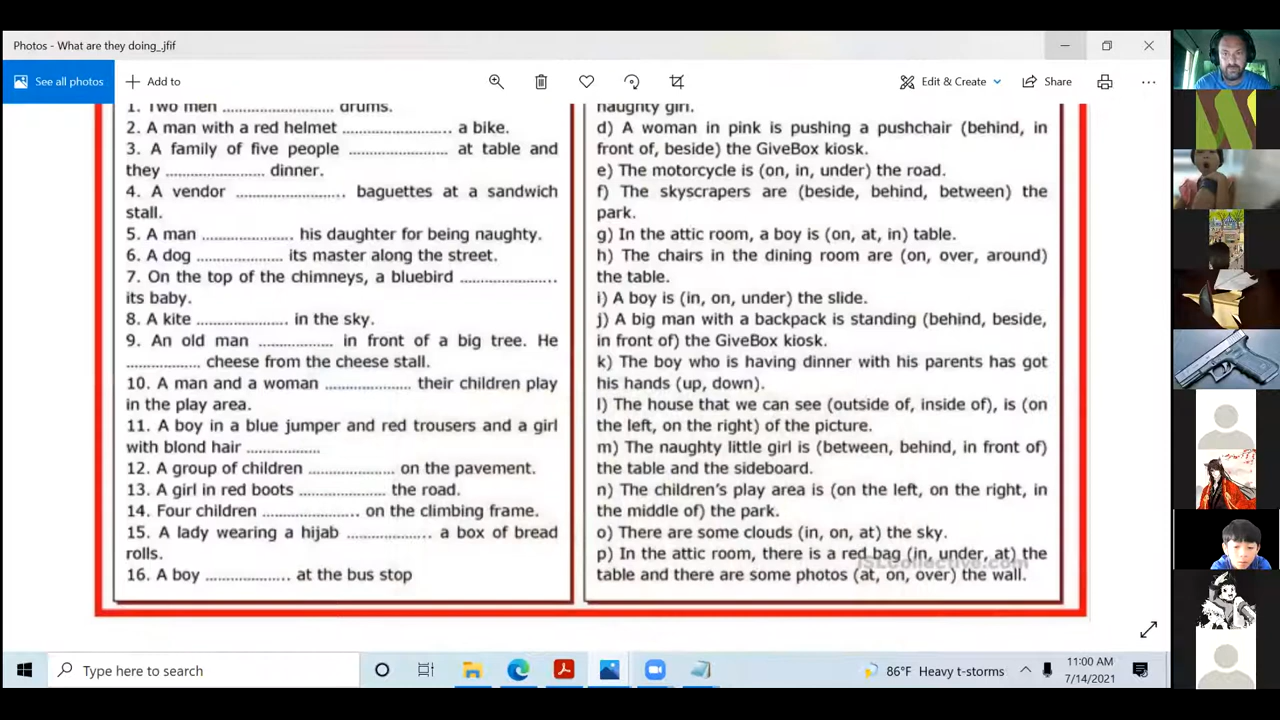 Photos - What are they doing_.jfif
See all photos
Add to
Edit & Create
Share
1. Two men .............................. drums.
2. A man with a red helmet .......................... a bike.
3. A family of five people ........................ at table and
they ........................ dinner.
4. A vendor .......................... baguettes at a sandwich
stall.
5. A man ...................... his daughter for being naughty.
6. A dog ..................... its master along the street.
7. On the top of the chimneys, a bluebird .......................
its baby.
8. A kite ...................... in the sky.
9. An old man .................. in front of a big tree. He
.................. cheese from the cheese stall.
10. A man and a woman ..................... their children play
in the play area.
11. A boy in a blue jumper and red trousers and a girl
with blond hair ..................
12. A group of children ..................... on the pavement.
13. A girl in red boots ..................... the road.
14. Four children ....................... on the climbing frame.
15. A lady wearing a hijab ..................... a box of bread
rolls.
16. A boy ..................... at the bus stop
naughty girl.
d) A woman in pink is pushing a pushchair (behind, in
front of, beside) the GiveBox kiosk.
e) The motorcycle is (on, in, under) the road.
f) The skyscrapers are (beside, behind, between) the
park.
g) In the attic room, a boy is (on, at, in) table.
h) The chairs in the dining room are (on, over, around)
the table.
i) A boy is (in, on, under) the slide.
j) A big man with a backpack is standing (behind, beside,
in front of) the GiveBox kiosk.
k) The boy who is having dinner with his parents has got
his hands (up, down).
l) The house that we can see (outside of, inside of), is (on
the left, on the right) of the picture.
m) The naughty little girl is (between, behind, in front of)
the table and the sideboard.
n) The children's play area is (on the left, on the right, in
the middle of) the park.
o) There are some clouds (in, on, at) the sky.
p) In the attic room, there is a red bag (in, under, at) the
iSLCollective.com
table and there are some photos (at, on, over) the wall.
Type here to search
86°F Heavy t-storms
11:00 AM
7/14/2021